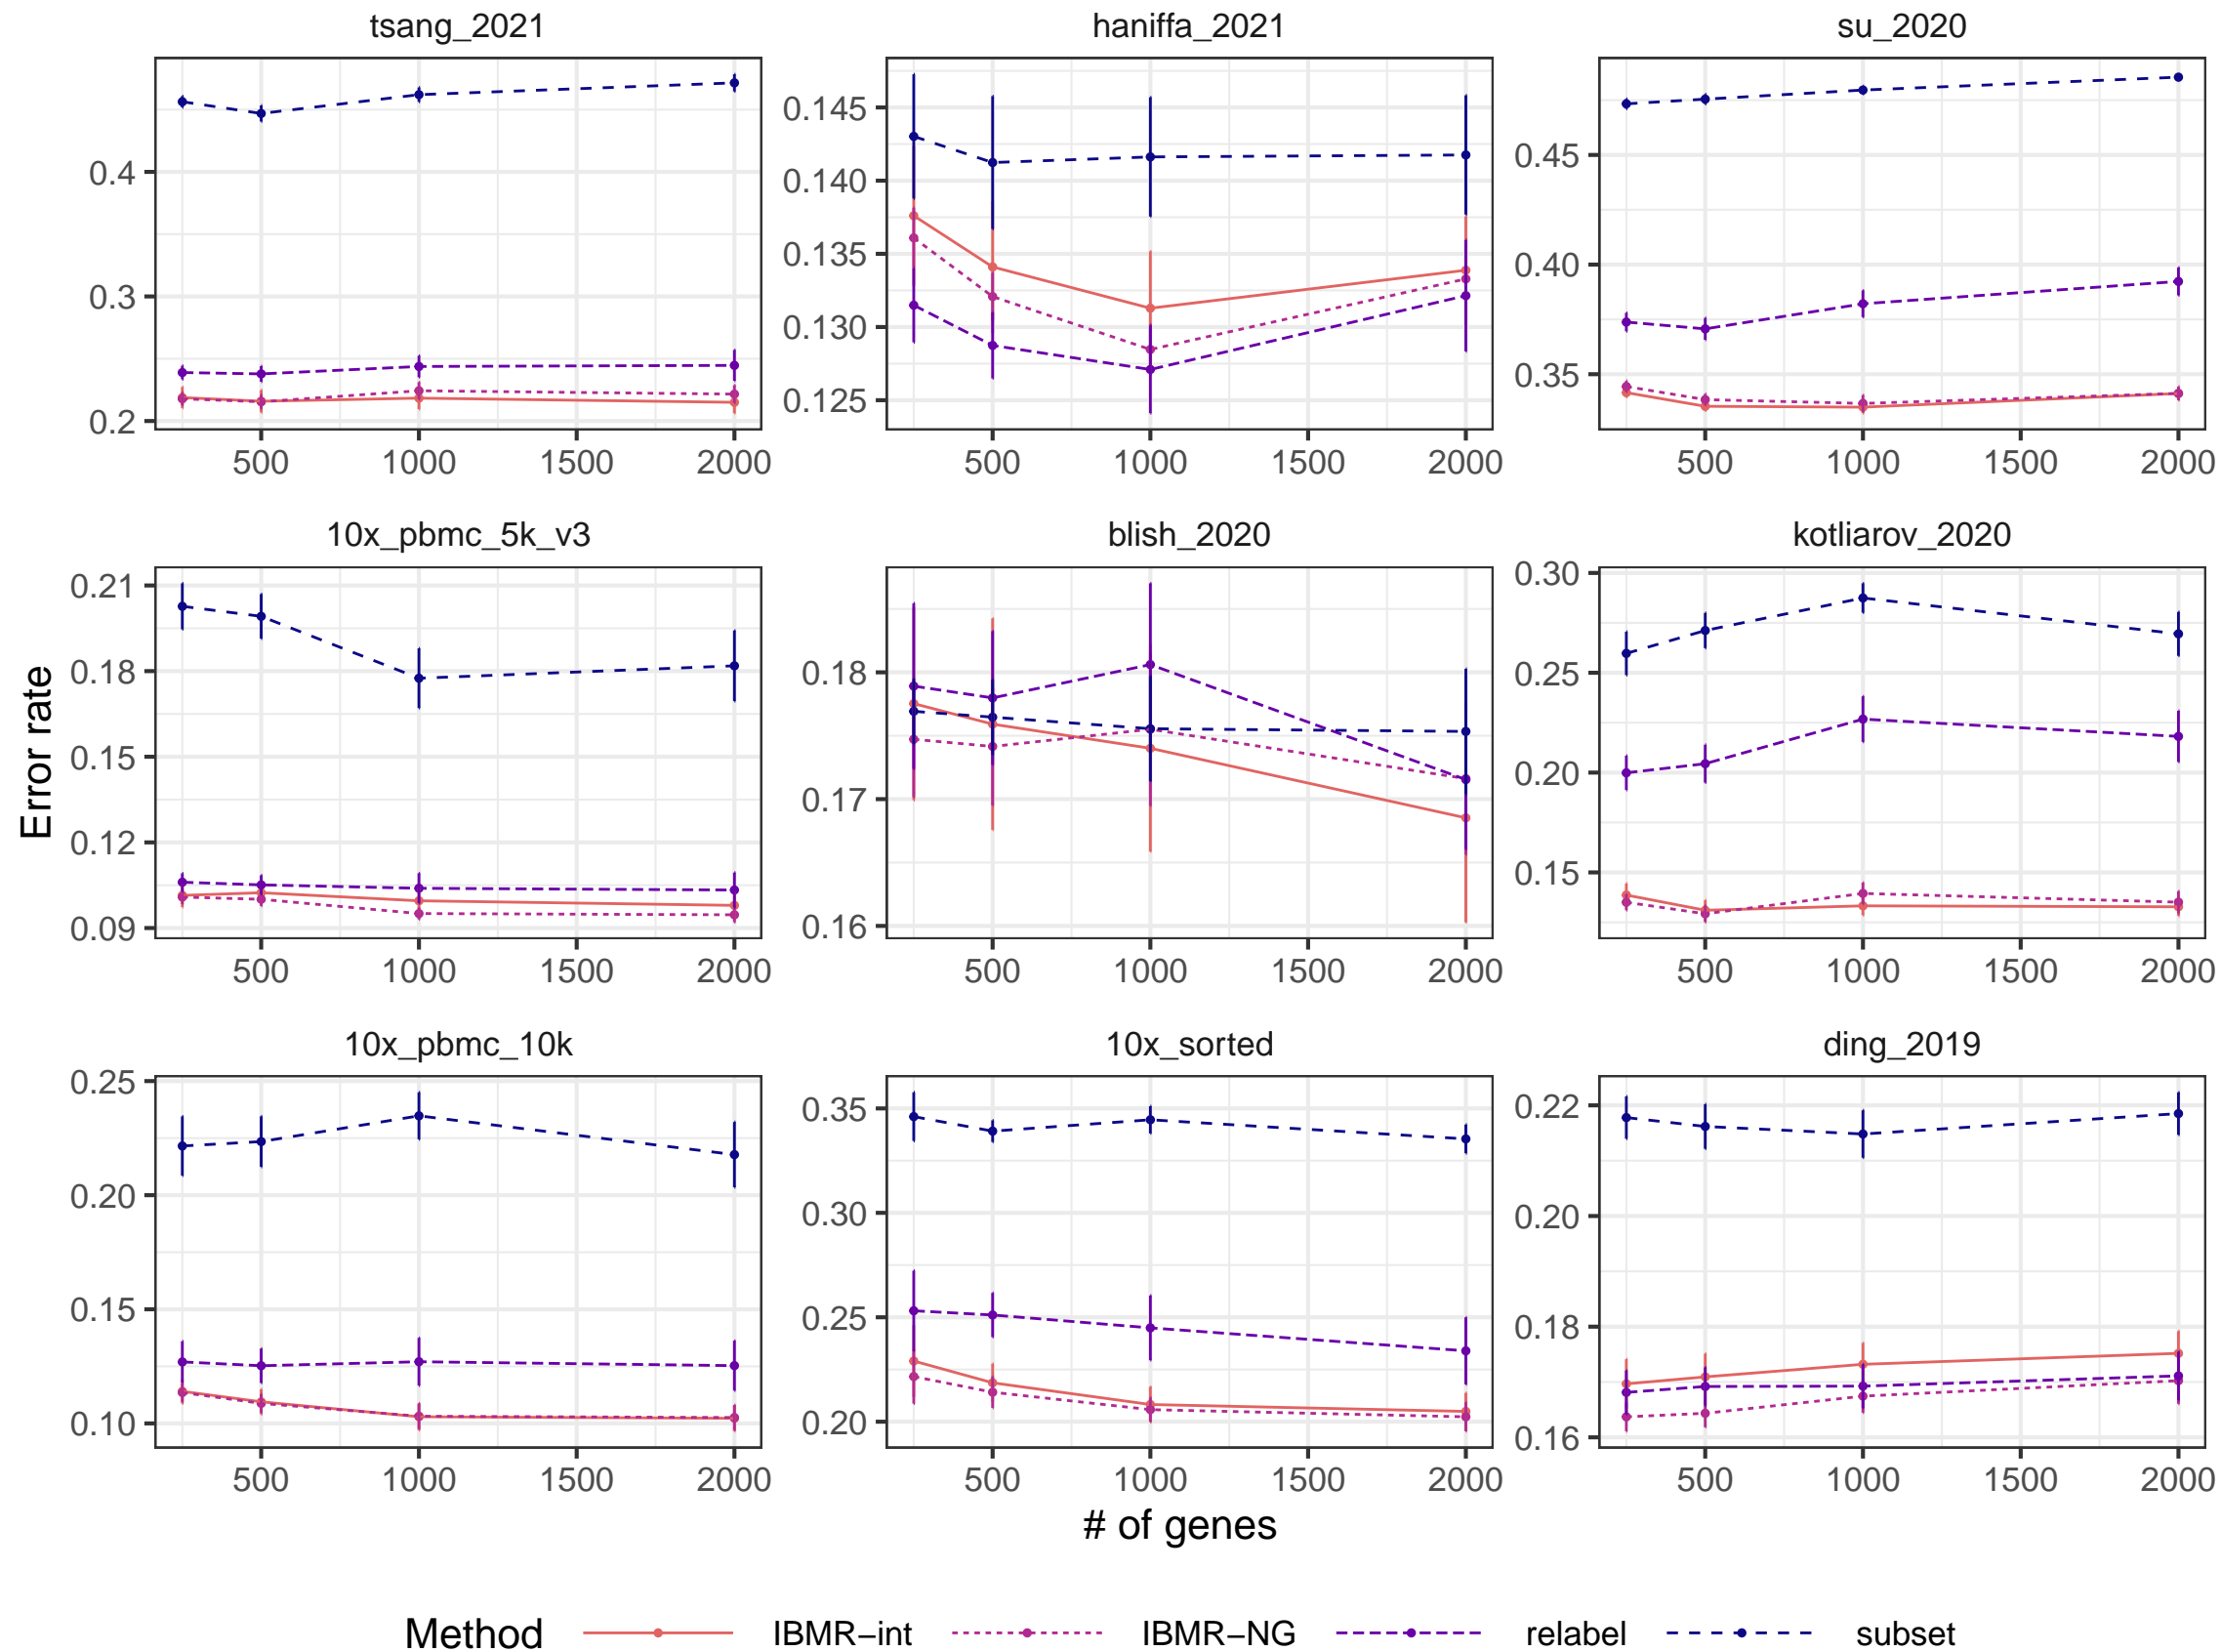 tsang_2021 haniffa_2021 su_2020
0.4 0.3 0.2
0.145 0.140 0.135 0.130 0.125
0.45 0.40 0.35
500 1000 1500 2000 500 1000 1500 2000 500 1000 1500 2000
10x_pbmc_5k_v3 blish_2020 kotliarov_2020
Error rate
0.21 0.18 0.15 0.12 0.09
0.18 0.17 0.16
0.30 0.25 0.20 0.15
500 1000 1500 2000 500 1000 1500 2000 500 1000 1500 2000
10x_pbmc_10k 10x_sorted ding_2019
0.25 0.20 0.15 0.10
0.35 0.30 0.25 0.20
0.22 0.20 0.18 0.16
500 1000 1500 2000 500 1000 1500 2000 500 1000 1500 2000
# of genes
Method IBMR−int IBMR−NG relabel subset